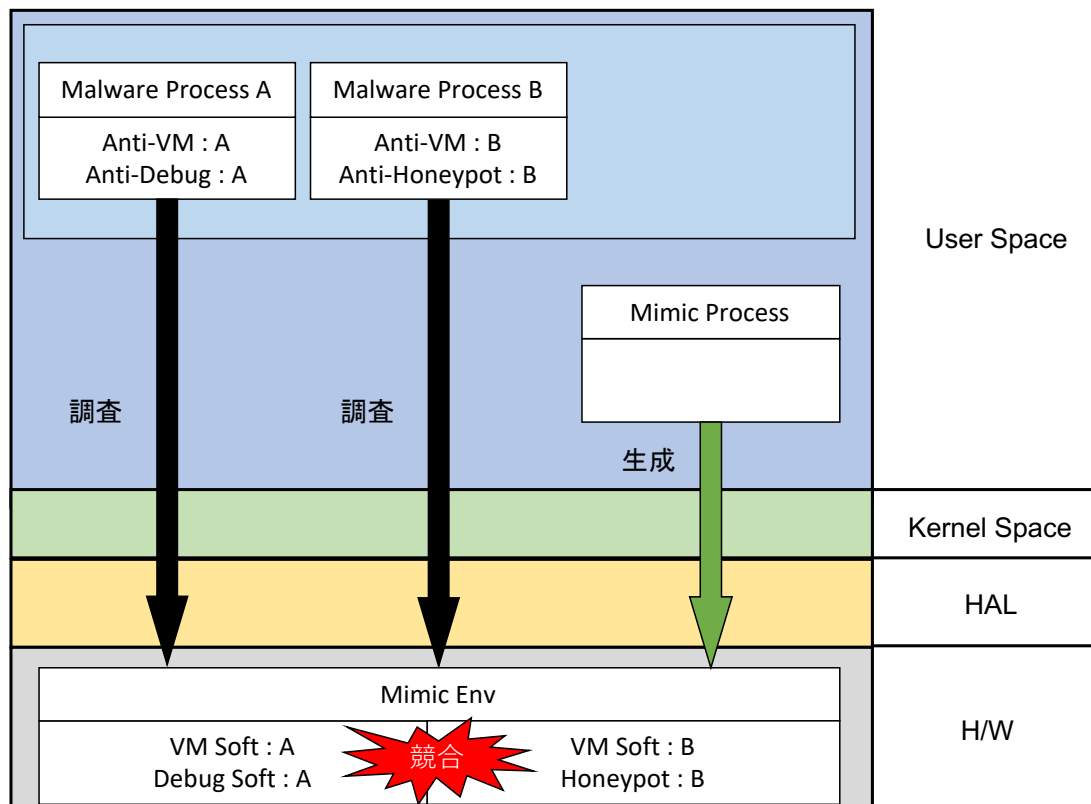 Malware Process A
Anti-VM : A
Anti-Debug : A
Malware Process B
Anti-VM : B
Anti-Honeypot : B
User Space
Mimic Process
調査
調査
生成
Kernel Space
HAL
Mimic Env
VM Soft : A
Debug Soft : A
競合
VM Soft : B
Honeypot : B
H/W